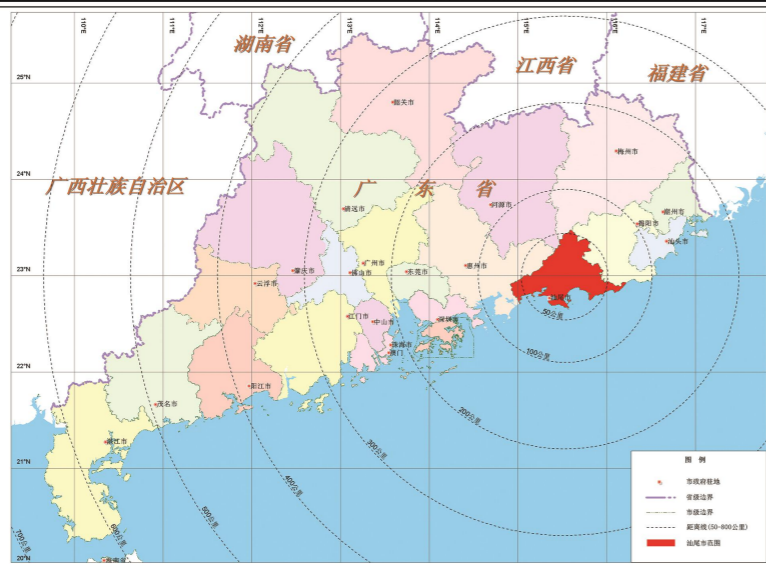 110°E
111°E
112°E
113°E
114°E
115°E
116°E
117°E
湖南省
江西省
福建省
25°N
韶关市
梅州市
24°N
广西壮族自治区
广东省
河源市
清远市
潮州市
揭阳市
汕头市
广州市
惠州市
23°N
肇庆市
佛山市
东莞市
云浮市
汕尾市
50公里
江门市
中山市
深圳市
100公里
珠海市
澳门
22°N
阳江市
茂名市
200公里
湛江市
300公里
21°N
400公里
500公里
600公里
700公里
20°N
海南省
图 例
市政府驻地
省级边界
市级边界
距离线(50-800公里)
汕尾市范围